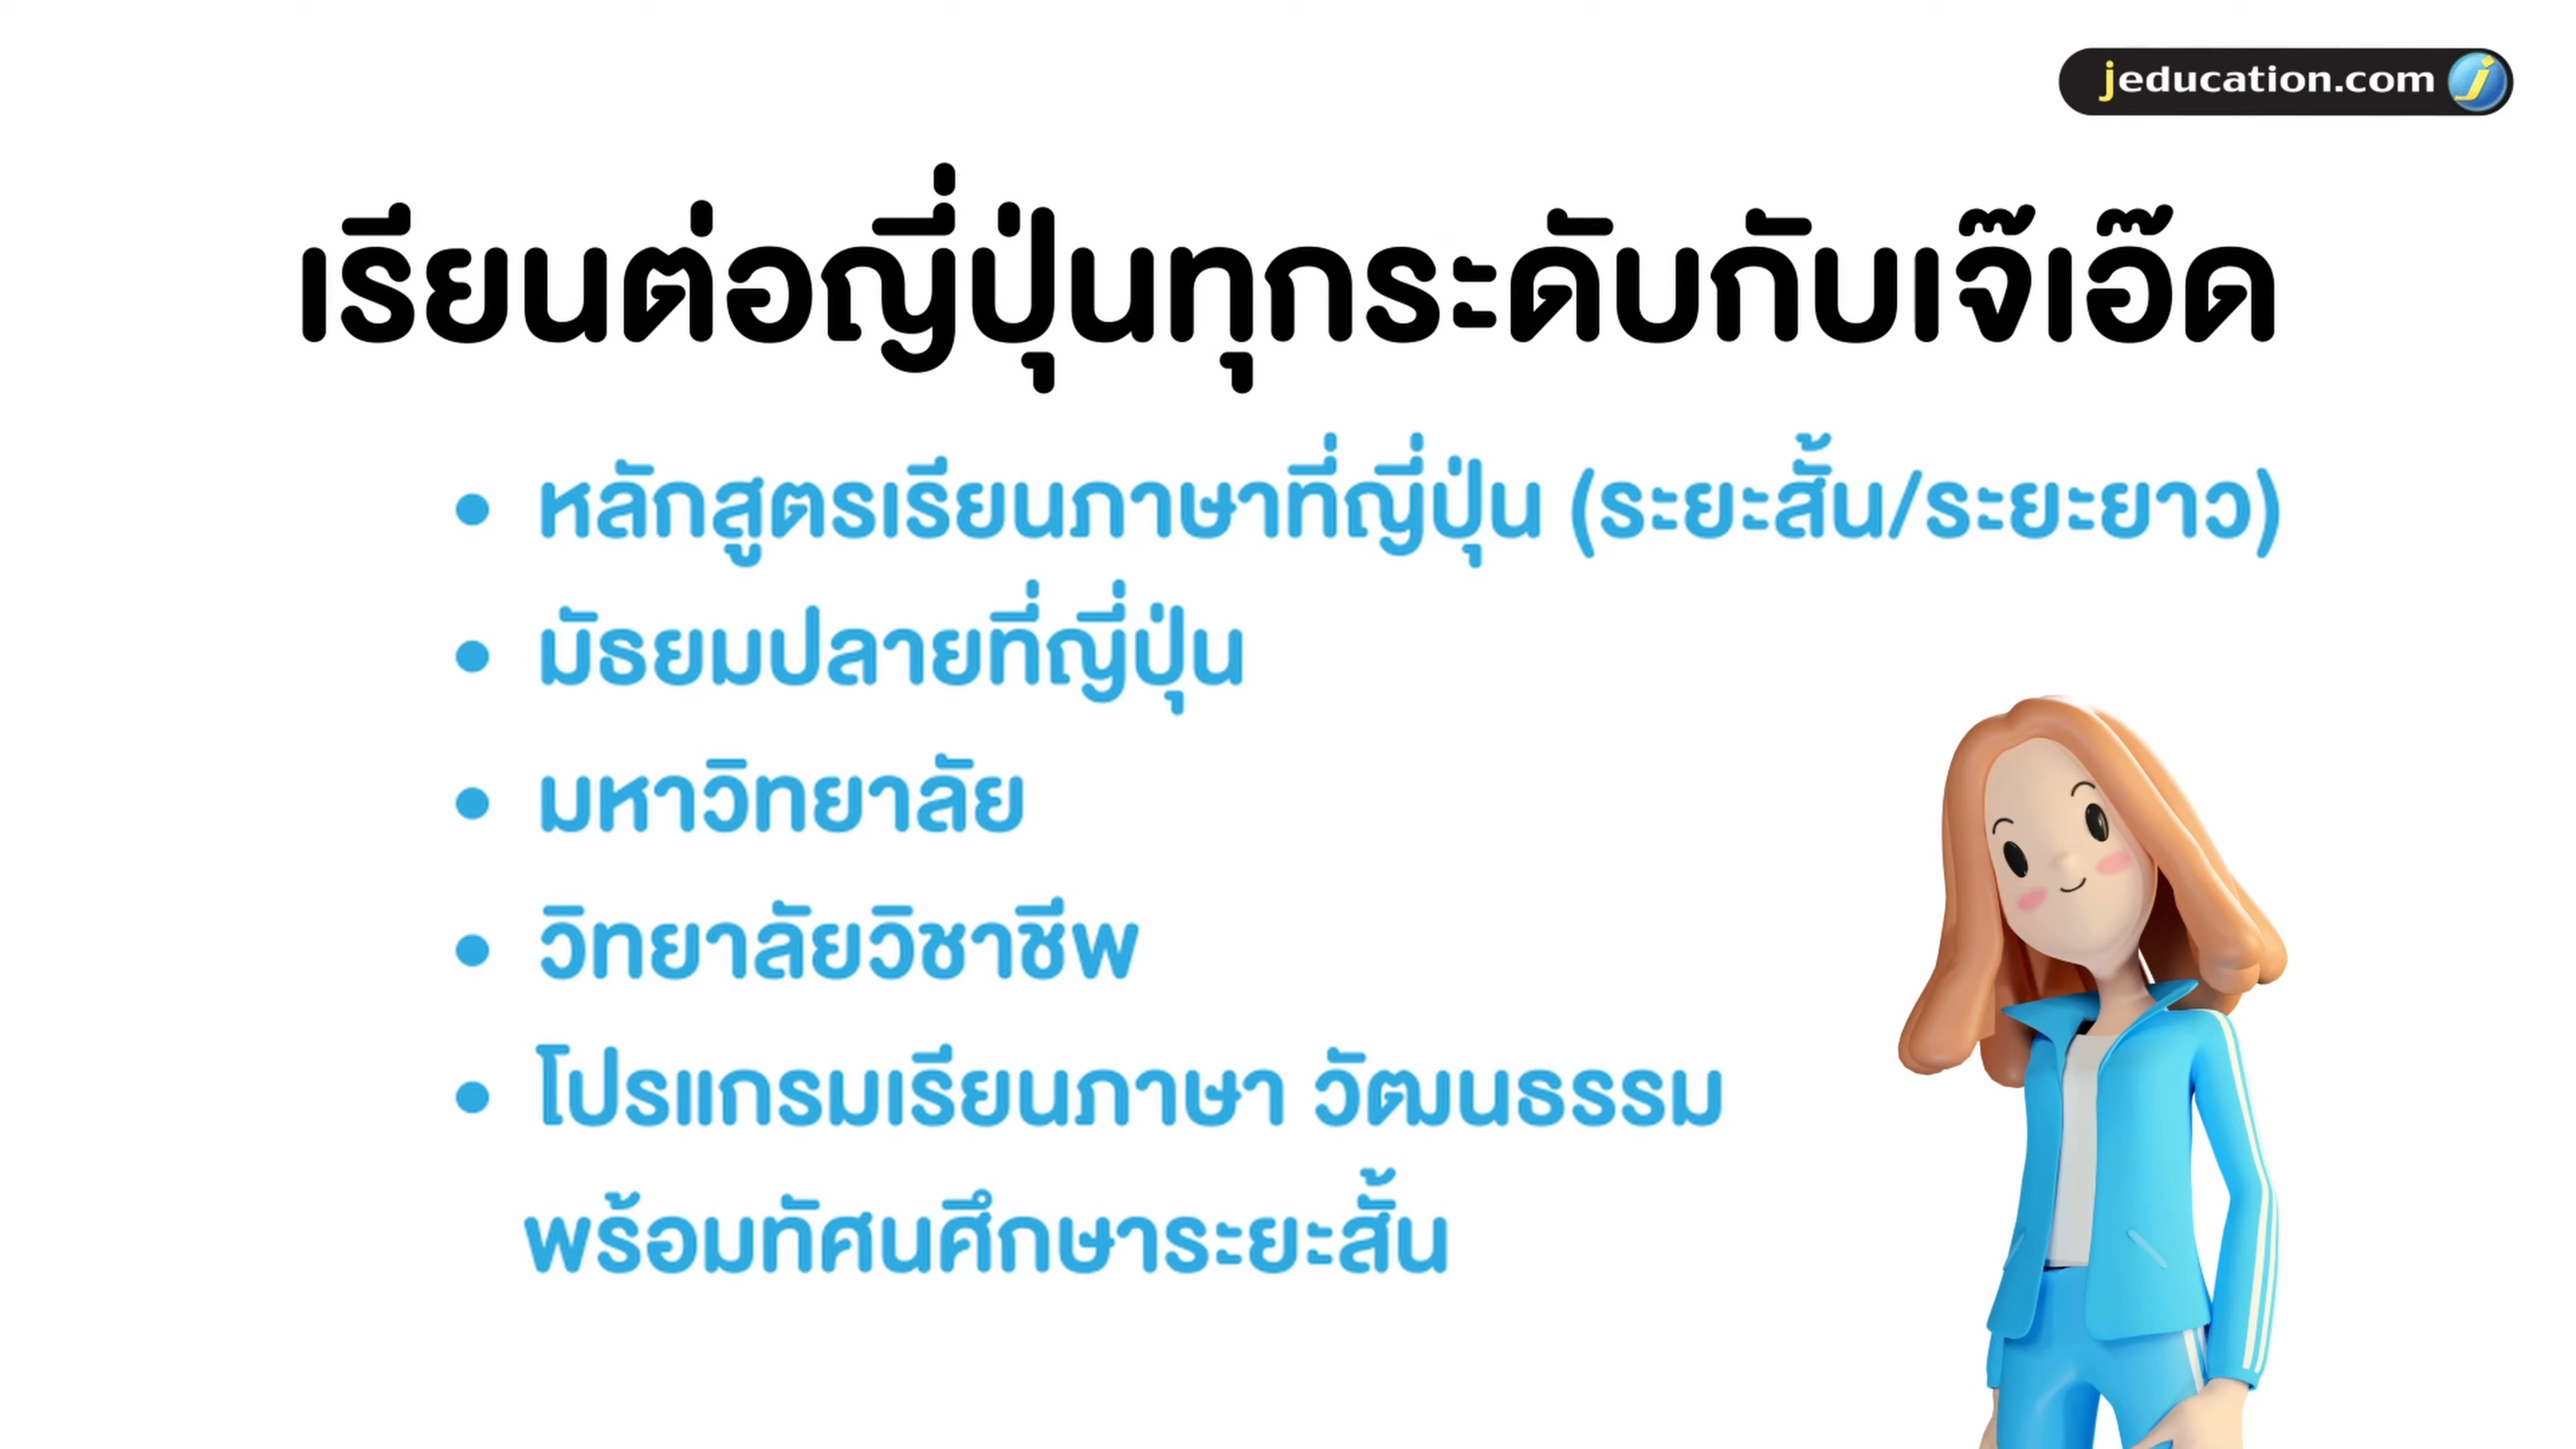 jeducation.com
เรียนต่อญี่ปุ่นทุกระดับกับเจ๊เอ๊ด
• หลักสูตรเรียนภาษาที่ญี่ปุ่น (ระยะสั้น/ระยะยาว)
• มัธยมปลายที่ญี่ปุ่น
• มหาวิทยาลัย
• วิทยาลัยวิชาชีพ
• โปรแกรมเรียนภาษา วัฒนธรรม
พร้อมทัศนศึกษาระยะสั้น